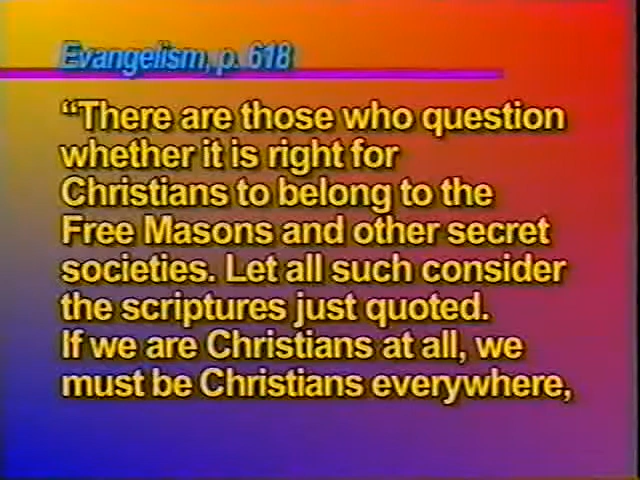 Evangelism, p. 618
“There are those who question
whether it is right for
Christians to belong to the
Free Masons and other secret
societies. Let all such consider
the scriptures just quoted.
If we are Christians at all, we
must be Christians everywhere,